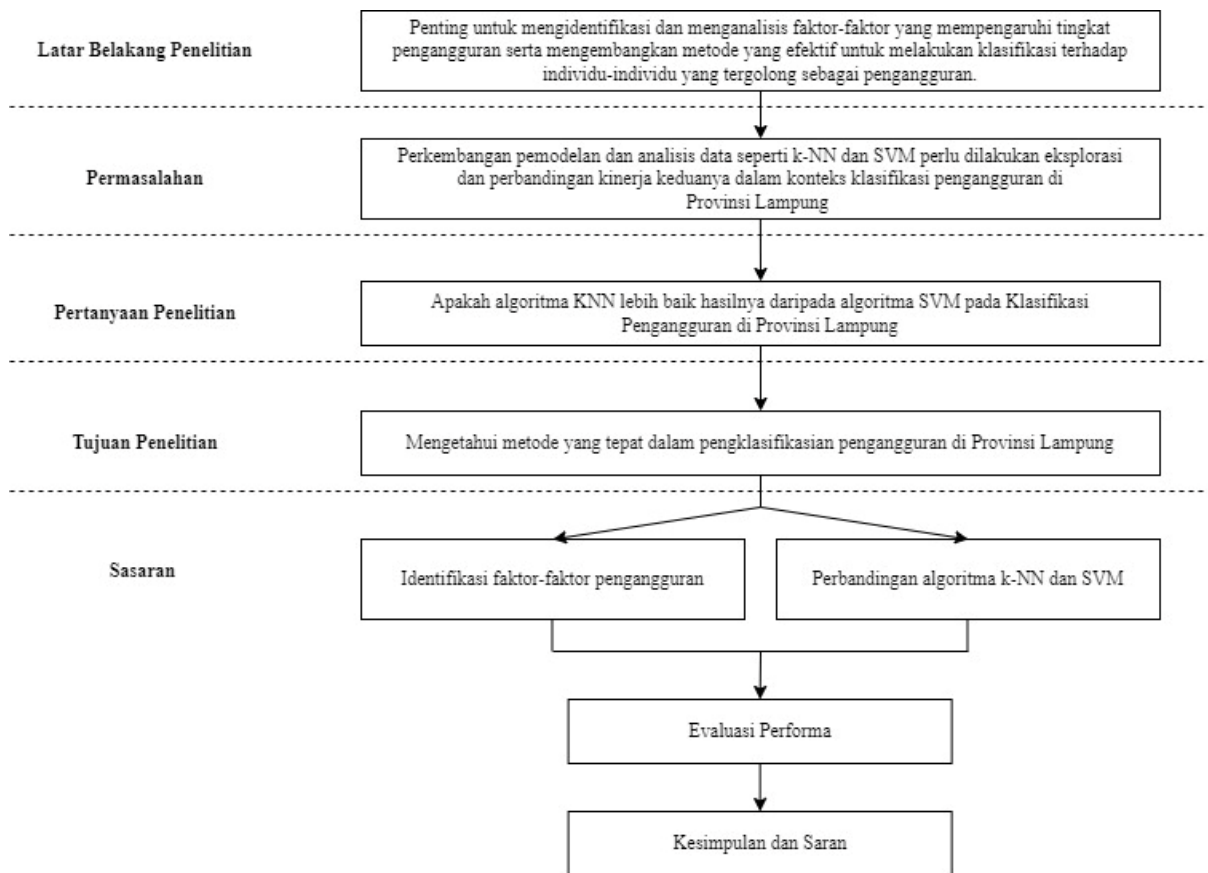 Latar Belakang Penelitian
Penting untuk mengidentifikasi dan menganalisis faktor-faktor yang mempengaruhi tingkat
pengangguran serta mengembangkan metode yang efektif untuk melakukan klasifikasi terhadap
individu-individu yang tergolong sebagai pengangguran.
Permasalahan
Perkembangan pemodelan dan analisis data seperti k-NN dan SVM perlu dilakukan eksplorasi
dan perbandingan kinerja keduanya dalam konteks klasifikasi pengangguran di
Provinsi Lampung
Pertanyaan Penelitian
Apakah algoritma KNN lebih baik hasilnya daripada algoritma SVM pada Klasifikasi
Pengangguran di Provinsi Lampung
Tujuan Penelitian
Mengetahui metode yang tepat dalam pengklasifikasian pengangguran di Provinsi Lampung
Sasaran
Identifikasi faktor-faktor pengangguran
Perbandingan algoritma k-NN dan SVM
Evaluasi Performa
Kesimpulan dan Saran